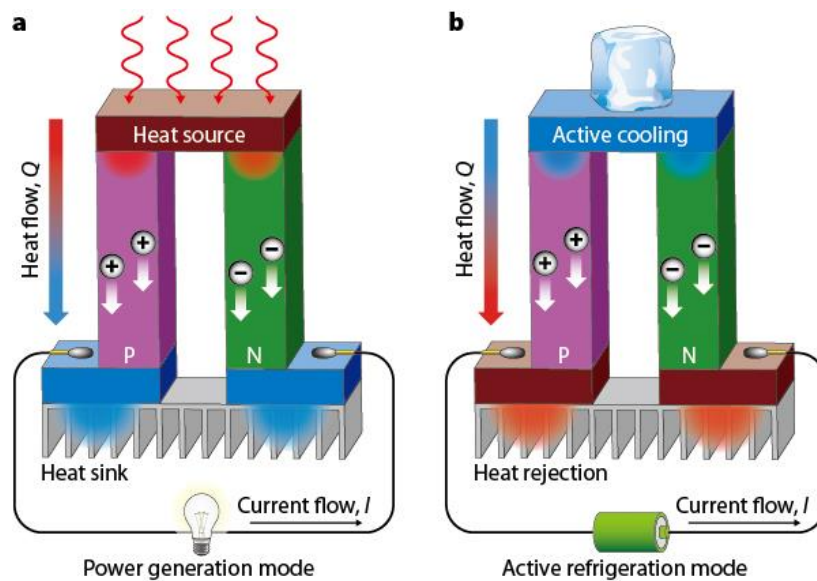 a
Heat source
Heat flow, Q
+
+
−
−
P
N
Heat sink
Current flow, I
Power generation mode
b
Active cooling
Heat flow, Q
+
+
−
−
P
N
Heat rejection
Current flow, I
Active refrigeration mode